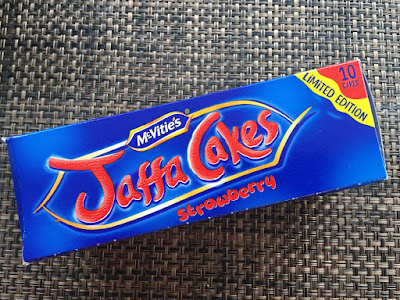 McVitie's
Jaffa Cakes
Strawberry
10
CAKES
LIMITED EDITION